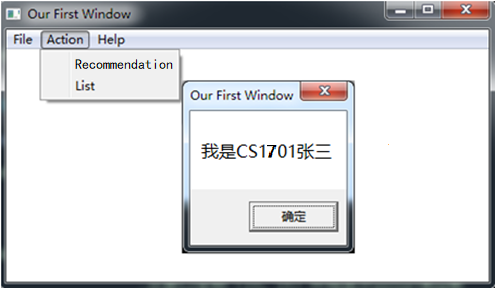 Our First Window
File Action Help
Recommendation
List
Our First Window
我是CS1701张三
确定